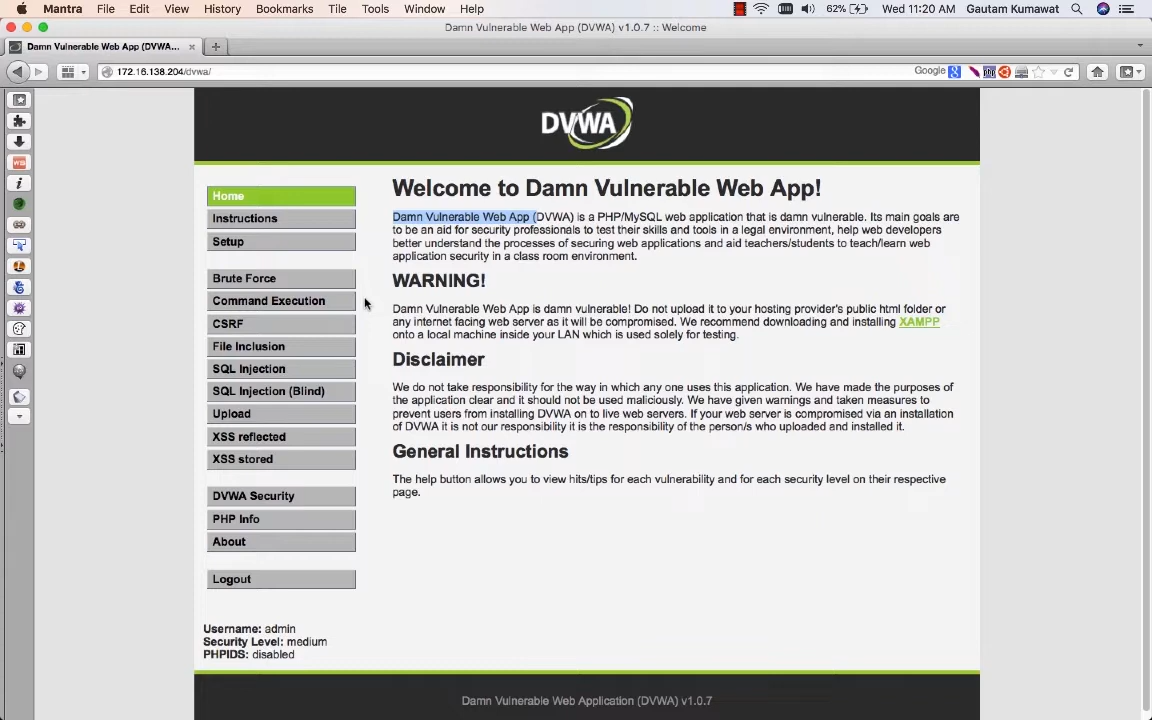 Mantra File Edit View History Bookmarks Tile Tools Window Help 62% Wed 11:20 AM Gautam Kumawat
Damn Vulnerable Web App (DVWA) v1.0.7 :: Welcome
Damn Vulnerable Web App (DVWA...
172.16.138.204/dvwa/ Google
DVWA
Home
Instructions
Setup
Brute Force
Command Execution
CSRF
File Inclusion
SQL Injection
SQL Injection (Blind)
Upload
XSS reflected
XSS stored
DVWA Security
PHP Info
About
Logout
Username: admin
Security Level: medium
PHPIDS: disabled
Welcome to Damn Vulnerable Web App!
Damn Vulnerable Web App (DVWA) is a PHP/MySQL web application that is damn vulnerable. Its main goals are
to be an aid for security professionals to test their skills and tools in a legal environment, help web developers
better understand the processes of securing web applications and aid teachers/students to teach/learn web
application security in a class room environment.
WARNING!
Damn Vulnerable Web App is damn vulnerable! Do not upload it to your hosting provider's public html folder or
any internet facing web server as it will be compromised. We recommend downloading and installing XAMPP
onto a local machine inside your LAN which is used solely for testing.
Disclaimer
We do not take responsibility for the way in which any one uses this application. We have made the purposes of
the application clear and it should not be used maliciously. We have given warnings and taken measures to
prevent users from installing DVWA on to live web servers. If your web server is compromised via an installation
of DVWA it is not our responsibility it is the responsibility of the person/s who uploaded and installed it.
General Instructions
The help button allows you to view hits/tips for each vulnerability and for each security level on their respective
page.
Damn Vulnerable Web Application (DVWA) v1.0.7